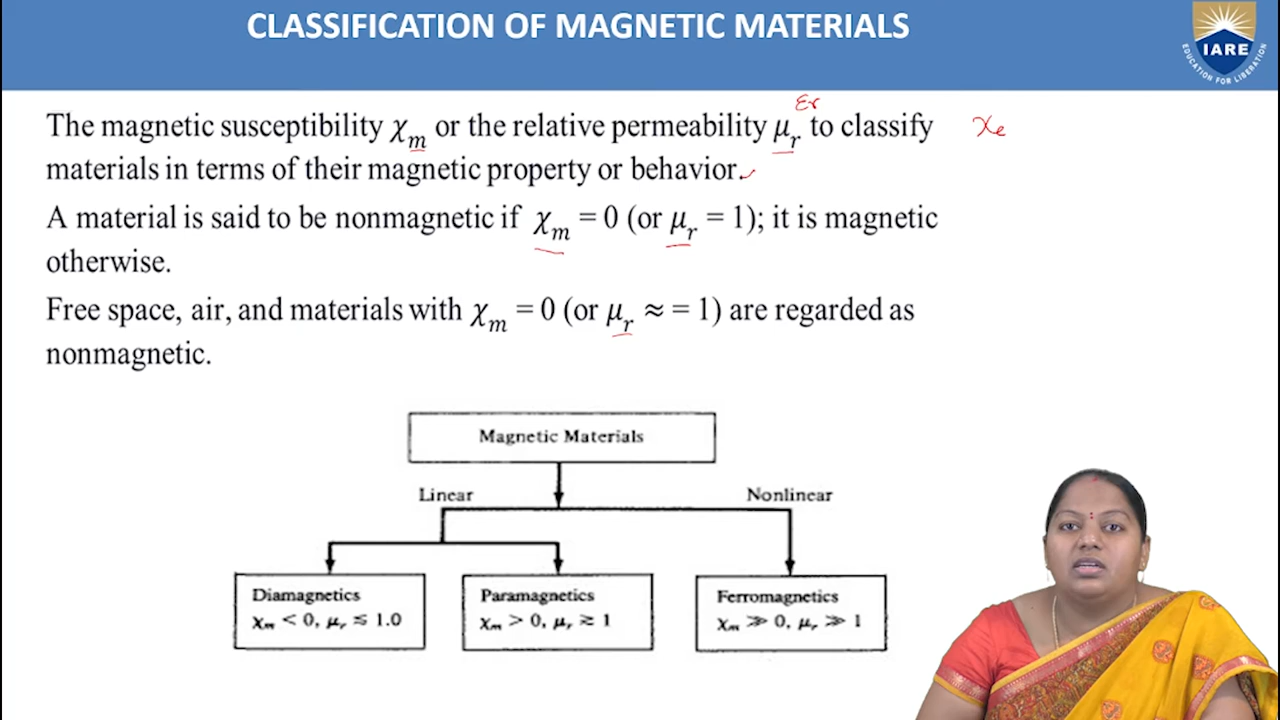 CLASSIFICATION OF MAGNETIC MATERIALS
IARE
EDUCATION FOR LIBERATION
εr
The magnetic susceptibility χm or the relative permeability μr to classify χe
materials in terms of their magnetic property or behavior.
A material is said to be nonmagnetic if χm = 0 (or μr = 1); it is magnetic
otherwise.
Free space, air, and materials with χm = 0 (or μr ≈ = 1) are regarded as
nonmagnetic.
Magnetic Materials
Linear
Nonlinear
Diamagnetics
χm < 0, μr ≲ 1.0
Paramagnetics
χm > 0, μr ≳ 1
Ferromagnetics
χm ≫ 0, μr ≫ 1